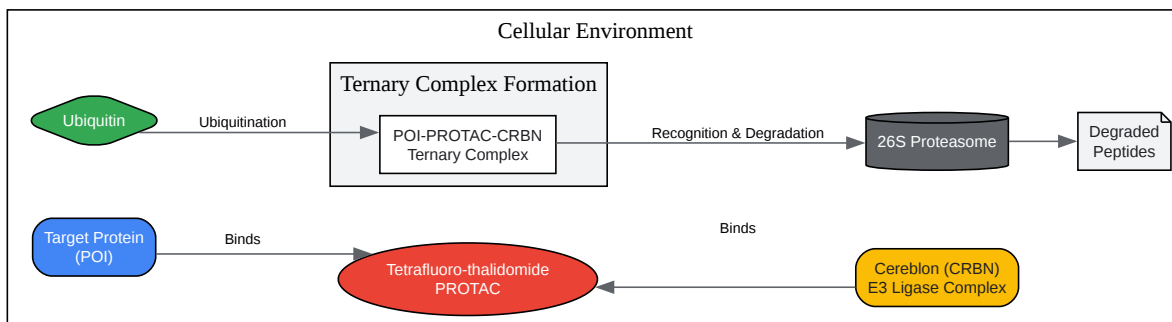 Cellular Environment
Ternary Complex Formation
Ubiquitin
Ubiquitination
POI-PROTAC-CRBN
Ternary Complex
Recognition & Degradation
26S Proteasome
Degraded
Peptides
Target Protein
(POI)
Binds
Tetrafluoro-thalidomide
PROTAC
Binds
Cereblon (CRBN)
E3 Ligase Complex